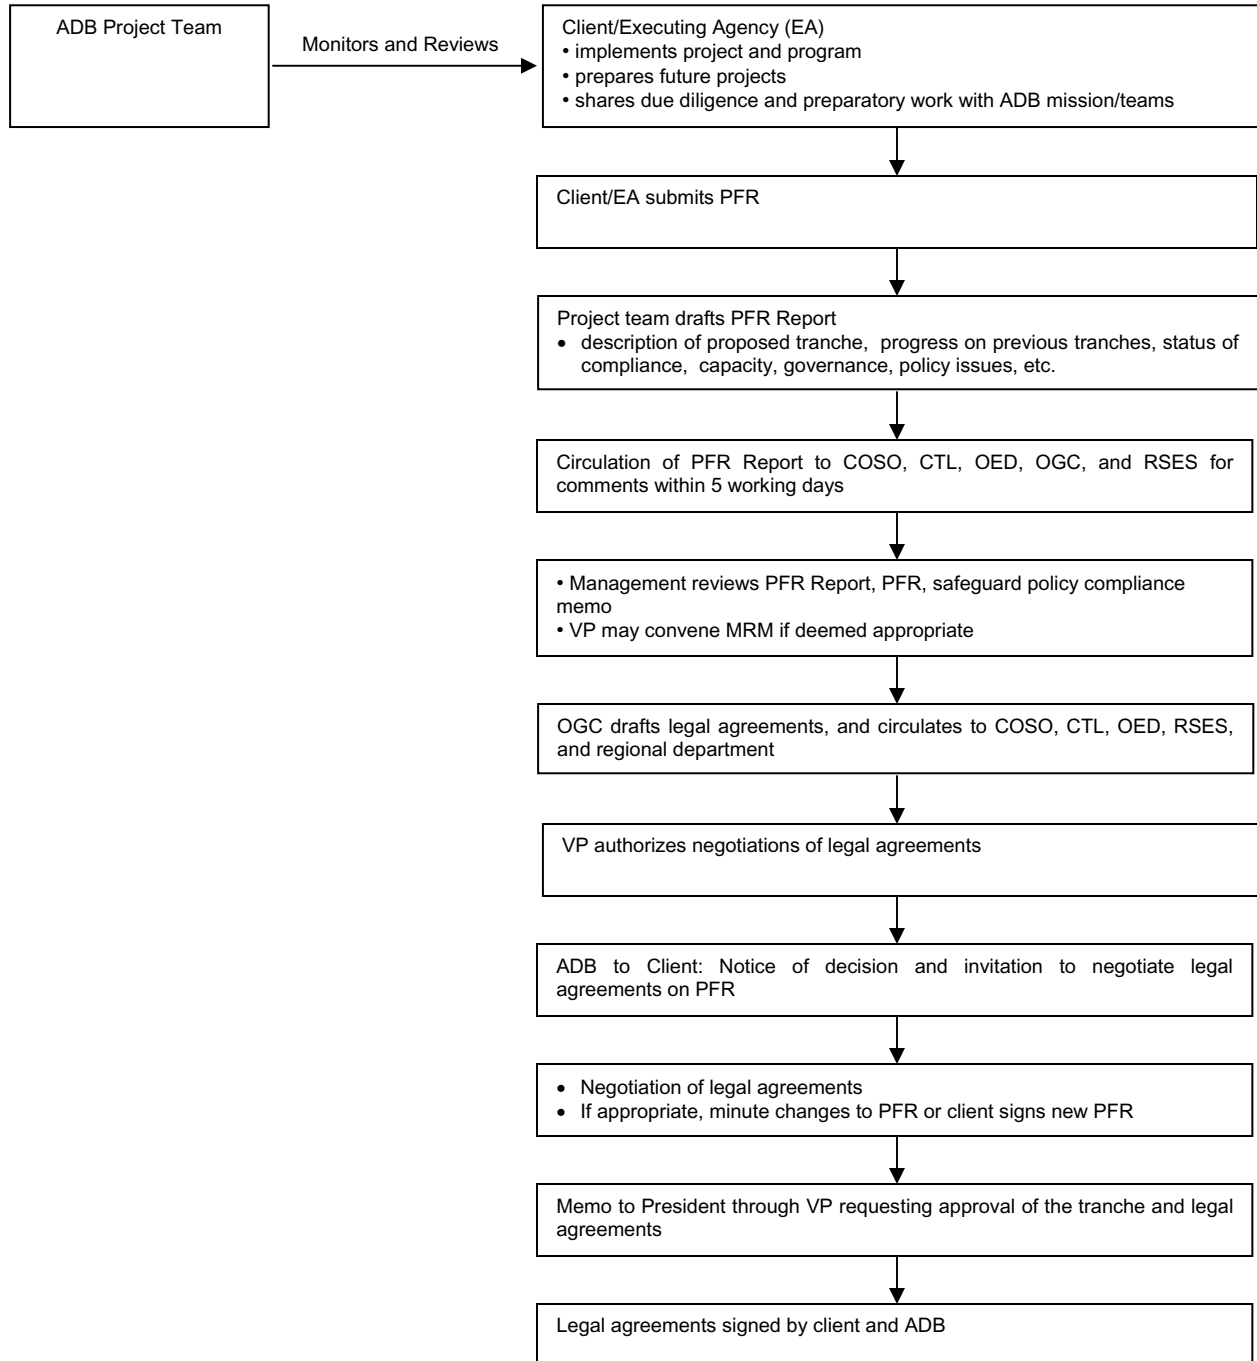 ADB Project Team
Monitors and Reviews
Client/Executing Agency (EA)
• implements project and program
• prepares future projects
• shares due diligence and preparatory work with ADB mission/teams
Client/EA submits PFR
Project team drafts PFR Report
• description of proposed tranche, progress on previous tranches, status of
compliance, capacity, governance, policy issues, etc.
Circulation of PFR Report to COSO, CTL, OED, OGC, and RSES for
comments within 5 working days
• Management reviews PFR Report, PFR, safeguard policy compliance
memo
• VP may convene MRM if deemed appropriate
OGC drafts legal agreements, and circulates to COSO, CTL, OED, RSES,
and regional department
VP authorizes negotiations of legal agreements
ADB to Client: Notice of decision and invitation to negotiate legal
agreements on PFR
• Negotiation of legal agreements
• If appropriate, minute changes to PFR or client signs new PFR
Memo to President through VP requesting approval of the tranche and legal
agreements
Legal agreements signed by client and ADB